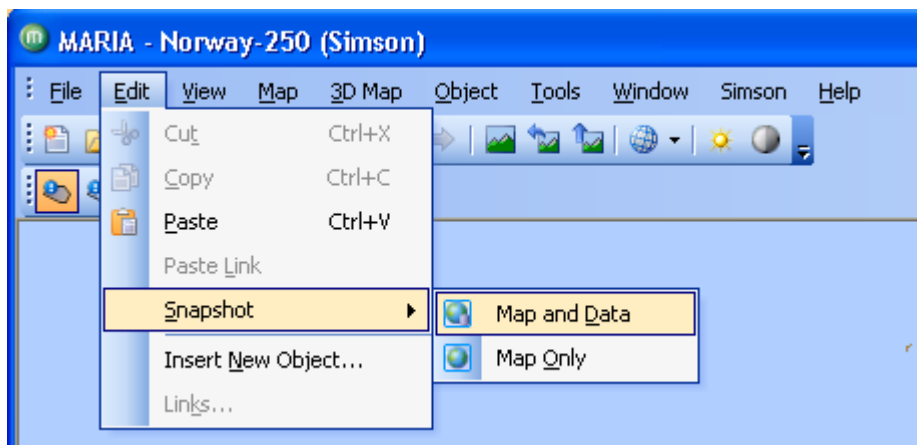 MARIA - Norway-250 (Simson)
File Edit View Map 3D Map Object Tools Window Simson Help
Cut Ctrl+X
Copy Ctrl+C
Paste Ctrl+V
Paste Link
Snapshot
Map and Data
Map Only
Insert New Object...
Links...